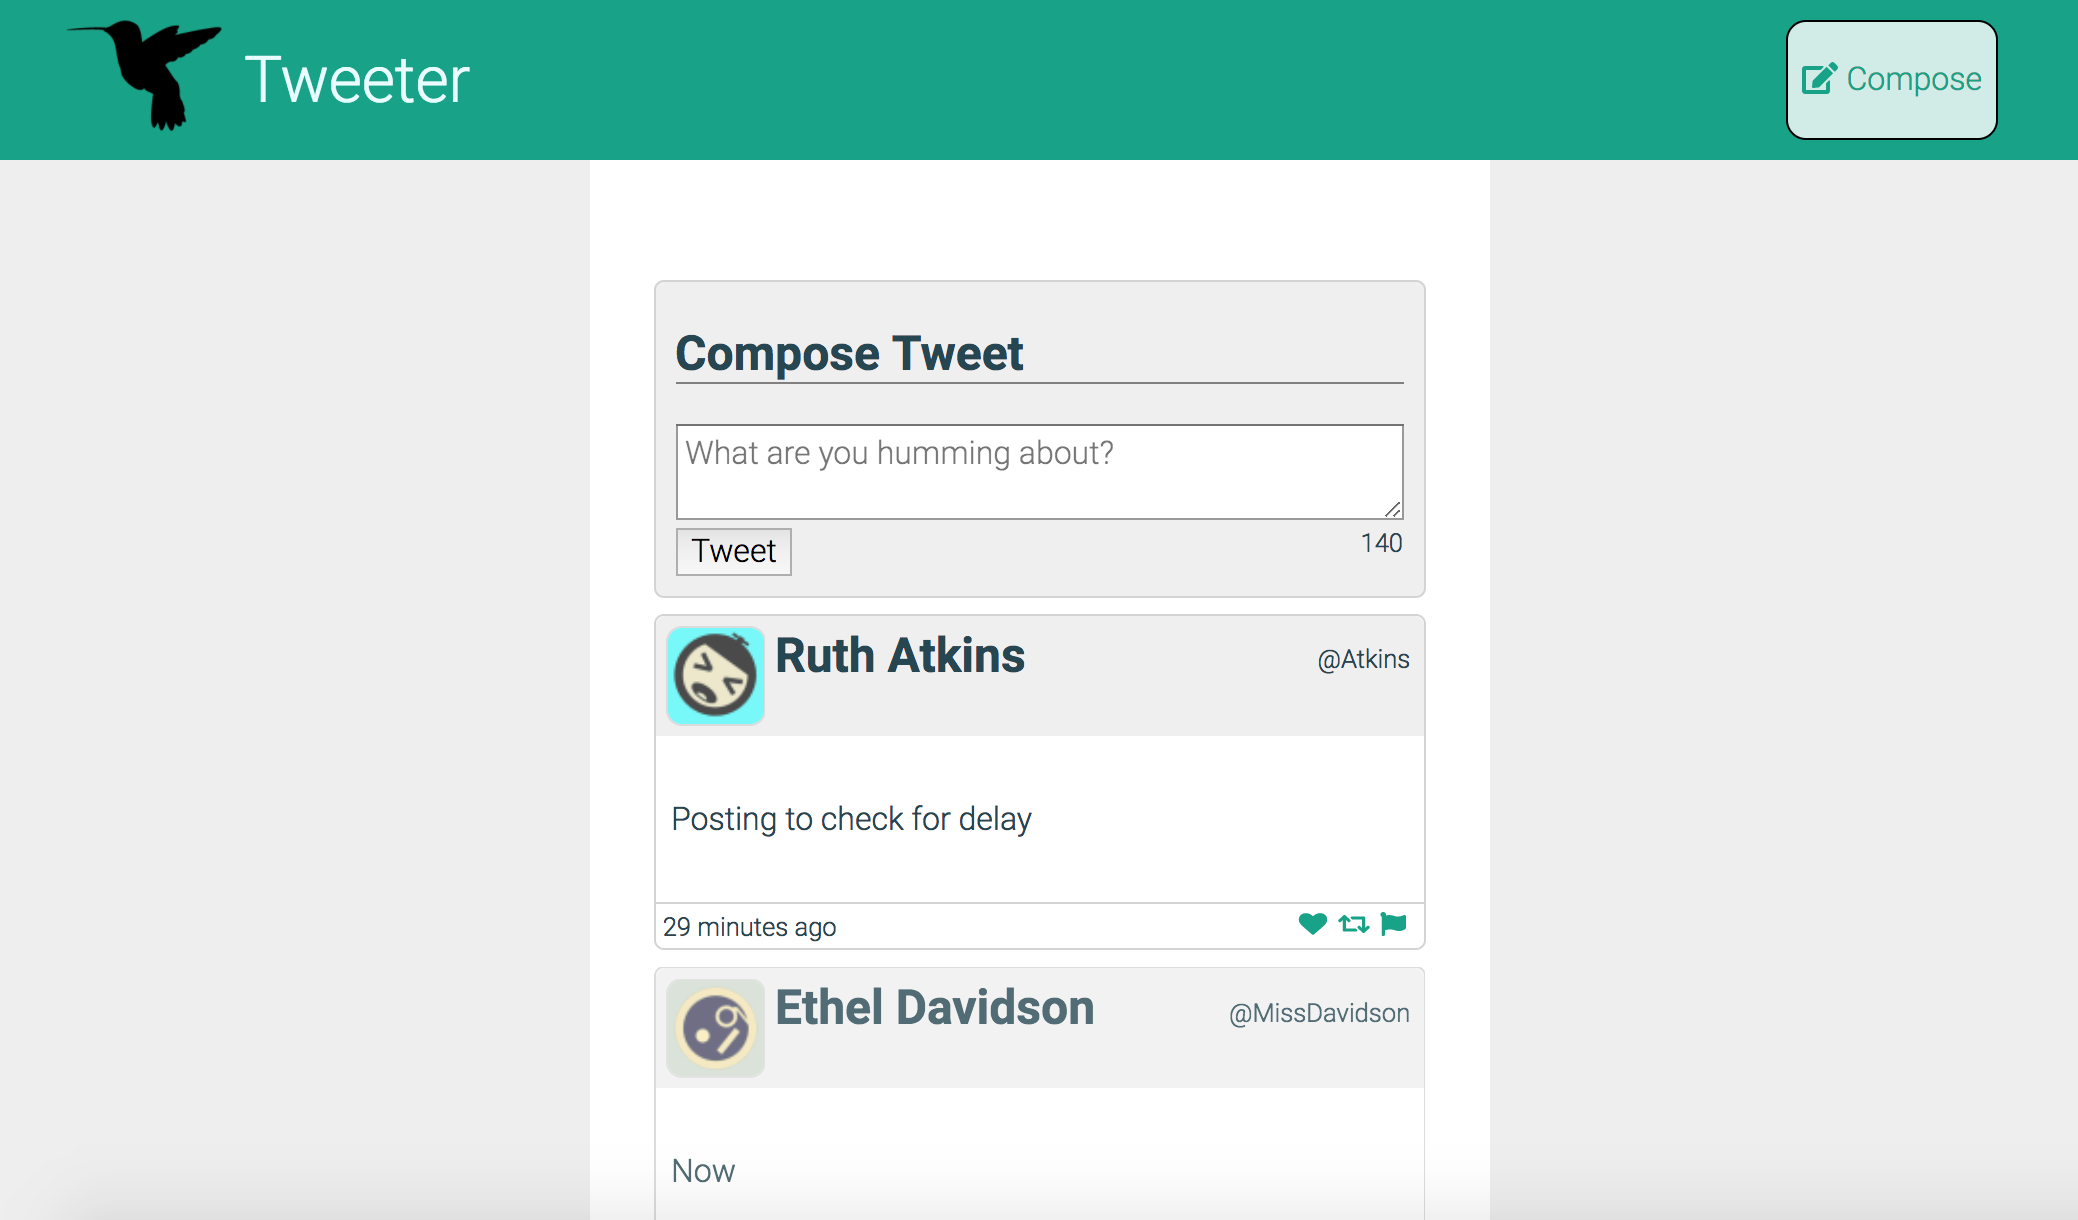 Tweeter
Compose
Compose Tweet
What are you humming about?
Tweet
140
Ruth Atkins
@Atkins
Posting to check for delay
29 minutes ago
Ethel Davidson
@MissDavidson
Now